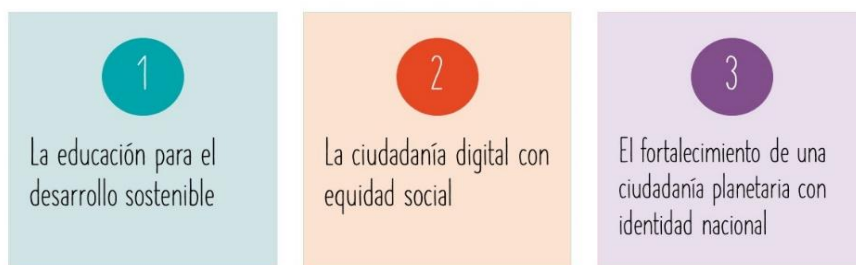 1
La educación para el
desarrollo sostenible
2
La ciudadanía digital con
equidad social
3
El fortalecimiento de una
ciudadanía planetaria con
identidad nacional